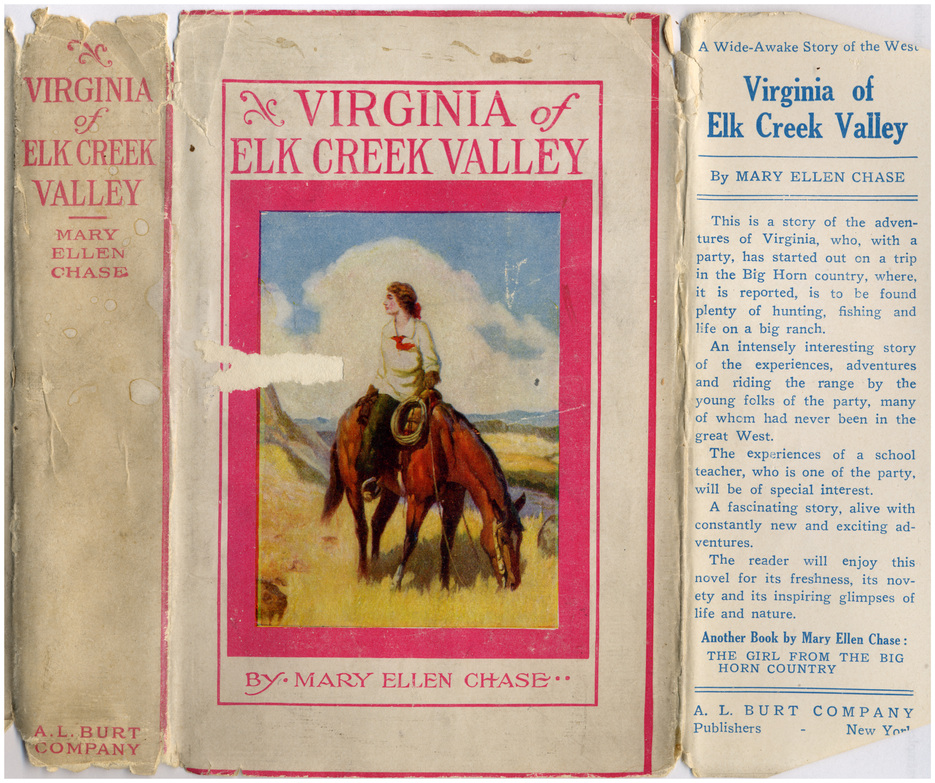 VIRGINIA
of
ELK CREEK
VALLEY
MARY
ELLEN
CHASE
A. L. BURT
COMPANY
VIRGINIA of
ELK CREEK VALLEY
BY · MARY ELLEN CHASE ··
A Wide-Awake Story of the West
Virginia of
Elk Creek Valley
By MARY ELLEN CHASE
This is a story of the adven-
tures of Virginia, who, with a
party, has started out on a trip
in the Big Horn country, where,
it is reported, is to be found
plenty of hunting, fishing and
life on a big ranch.
An intensely interesting story
of the experiences, adventures
and riding the range by the
young folks of the party, many
of whom had never been in the
great West.
The experiences of a school
teacher, who is one of the party,
will be of special interest.
A fascinating story, alive with
constantly new and exciting ad-
ventures.
The reader will enjoy this
novel for its freshness, its nov-
elty and its inspiring glimpses of
life and nature.
Another Book by Mary Ellen Chase:
THE GIRL FROM THE BIG
HORN COUNTRY
A. L. BURT COMPANY
Publishers - New York